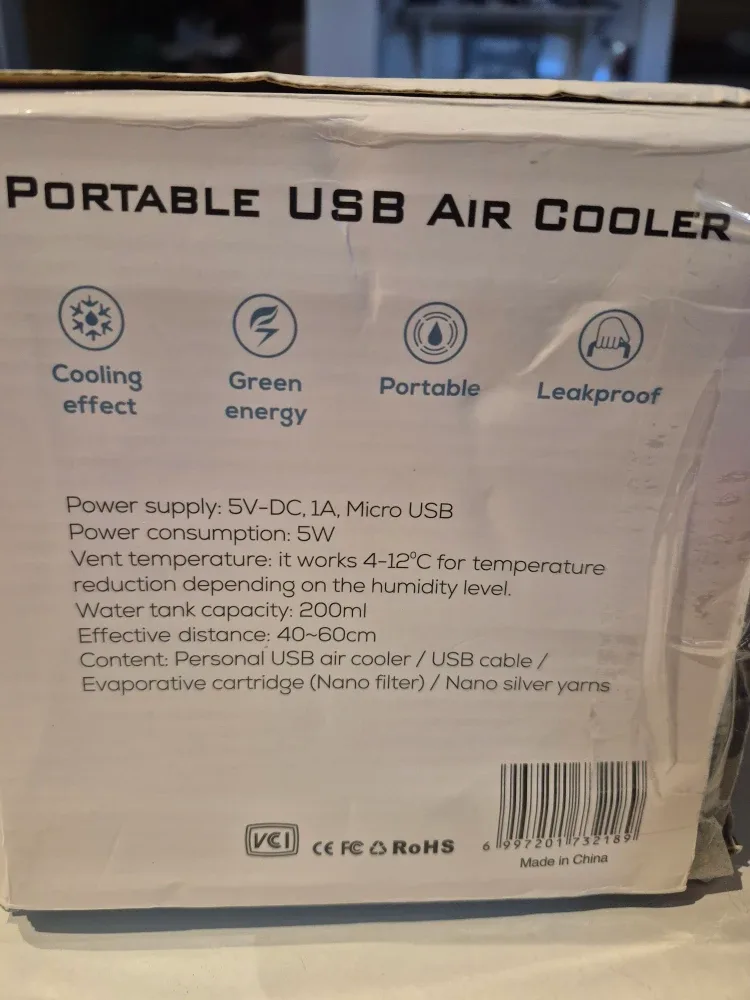 PORTABLE USB AIR COOLER
Cooling effect
Green energy
Portable
Leakproof
Power supply: 5V-DC, 1A, Micro USB
Power consumption: 5W
Vent temperature: it works 4-12°C for temperature
reduction depending on the humidity level.
Water tank capacity: 200ml
Effective distance: 40~60cm
Content: Personal USB air cooler / USB cable /
Evaporative cartridge (Nano filter) / Nano silver yarns
VCI CE FC RoHS
6 997201 732189
Made in China